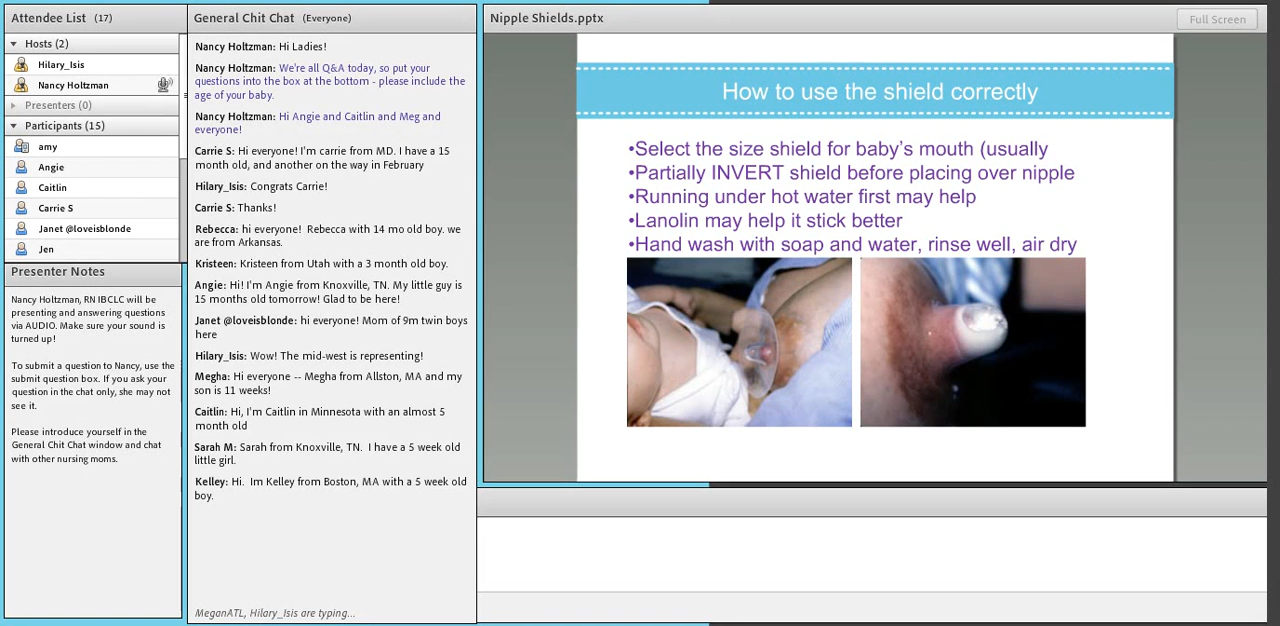 Attendee List (17)
Hosts (2)
Hilary_Isis
Nancy Holtzman
Presenters (0)
Participants (15)
amy
Angie
Caitlin
Carrie S
Janet @loveisblonde
Jen
Presenter Notes
Nancy Holtzman, RN IBCLC will be
presenting and answering questions
via AUDIO. Make sure your sound is
turned up!
To submit a question to Nancy, use the
submit question box. If you ask your
question in the chat only, she may not
see it.
Please introduce yourself in the
General Chit Chat window and chat
with other nursing moms.
General Chit Chat (Everyone)
Nancy Holtzman: Hi Ladies!
Nancy Holtzman: We're all Q&A today, so put your
questions into the box at the bottom - please include the
age of your baby.
Nancy Holtzman: Hi Angie and Caitlin and Meg and
everyone!
Carrie S: Hi everyone! I'm carrie from MD. I have a 15
month old, and another on the way in February
Hilary_Isis: Congrats Carrie!
Carrie S: Thanks!
Rebecca: hi everyone! Rebecca with 14 mo old boy. we
are from Arkansas.
Kristeen: Kristeen from Utah with a 3 month old boy.
Angie: Hi! I'm Angie from Knoxville, TN. My little guy is
15 months old tomorrow! Glad to be here!
Janet @loveisblonde: hi everyone! Mom of 9m twin boys
here
Hilary_Isis: Wow! The mid-west is representing!
Megha: Hi everyone -- Megha from Allston, MA and my
son is 11 weeks!
Caitlin: Hi, I'm Caitlin in Minnesota with an almost 5
month old
Sarah M: Sarah from Knoxville, TN. I have a 5 week old
little girl.
Kelley: Hi. Im Kelley from Boston, MA with a 5 week old
boy.
MeganATL, Hilary_Isis are typing...
Nipple Shields.pptx
Full Screen
How to use the shield correctly
•Select the size shield for baby's mouth (usually
•Partially INVERT shield before placing over nipple
•Running under hot water first may help
•Lanolin may help it stick better
•Hand wash with soap and water, rinse well, air dry